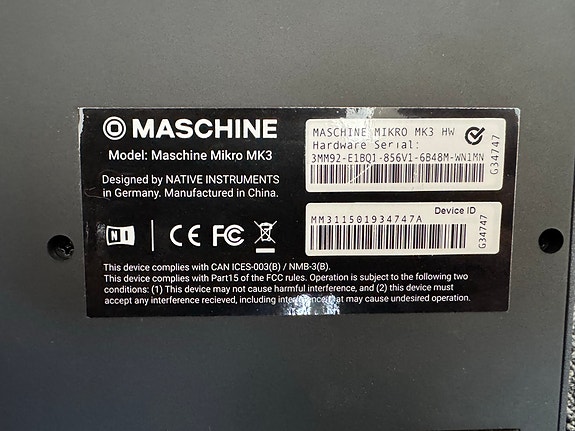 MASCHINE
Model: Maschine Mikro MK3
Designed by NATIVE INSTRUMENTS
in Germany. Manufactured in China.
NI
CE FC
This device complies with CAN ICES-003(B) / NMB-3(B).
This device complies with Part15 of the FCC rules. Operation is subject to the following two
conditions: (1) This device may not cause harmful interference, and (2) this device must
accept any interference recieved, including interference that may cause undesired operation.
MASCHINE MIKRO MK3 HW
Hardware Serial:
3MM92-E1BQ1-856V1-6B48M-WN1MN
G34747
Device ID
MM311501934747A
G34747